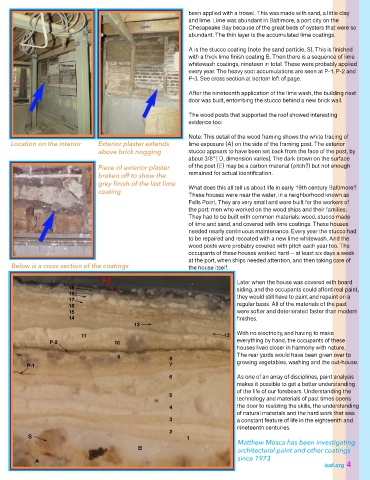 been applied with a trowel. This was made with sand, a little clay
and lime. Lime was abundant in Baltimore, a port city on the
Chesapeake Bay because of the great beds of oysters that were so
abundant. The thin layer is the accumulated lime coatings.
A is the stucco coating (note the sand particle, S). This is finished
with a thick lime finish coating B. Then there is a sequence of lime
whitewash coatings, nineteen in total. These were probably applied
every year. The heavy soot accumulations are seen at P-1, P-2 and
P-3. See cross section at bottom left of page.
After the nineteenth application of the lime wash, the building next
door was built, entombing the stucco behind a new brick wall.
The wood posts that supported the roof showed interesting
evidence too:
Note: This detail of the wood framing shows the white tracing of
lime exposure (A) on the side of the framing post. The exterior
stucco appears to have been set back from the face of the post, by
about 3/8" [ D, dimension varies]. The dark brown on the surface
of the post (E) may be a carbon material (pitch?) but not enough
remained for actual identification.
What does this all tell us about life in early 19th century Baltimore?
These houses were near the water, in a neighborhood known as
Fells Point. They are very small and were built for the workers of
the port; men who worked on the wood ships and their families.
They had to be built with common materials: wood, stucco made
of lime and sand, and covered with lime coatings. These houses
needed nearly continuous maintenance. Every year the stucco had
to be repaired and recoated with a new lime whitewash. And the
wood posts were probably covered with pitch each year too. The
occupants of these houses worked hard – at least six days a week
at the port, when ships needed attention, and then taking care of
the house itself.
Location on the interior
Exterior plaster extends
above brick nogging
Piece of exterior plaster
broken off to show the
grey finish of the last lime
coating
Below is a cross section of the coatings
17
16
15
14
13
12
11
P-2
10
9
8
P-1
7
6
5
4
3
2
1
S
B
A
Later when the house was covered with board
siding, and the occupants could afford real paint,
they would still have to paint and repaint on a
regular basis. All of the materials of the past
were softer and deteriorated faster than modern
finishes.
With no electricity, and having to make
everything by hand, the occupants of these
houses lived closer in harmony with nature.
The rear yards would have been given over to
growing vegetables, washing and the out-house.
As one of an array of disciplines, paint analysis
makes it possible to get a better understanding
of the life of our forebears. Understanding the
technology and materials of past times opens
the door to realizing the skills, the understanding
of natural materials and the hard work that was
a constant feature of life in the eighteenth and
nineteenth centuries.
Matthew Mosca has been investigating
architectural paint and other coatings
since 1973
icaf.org 4